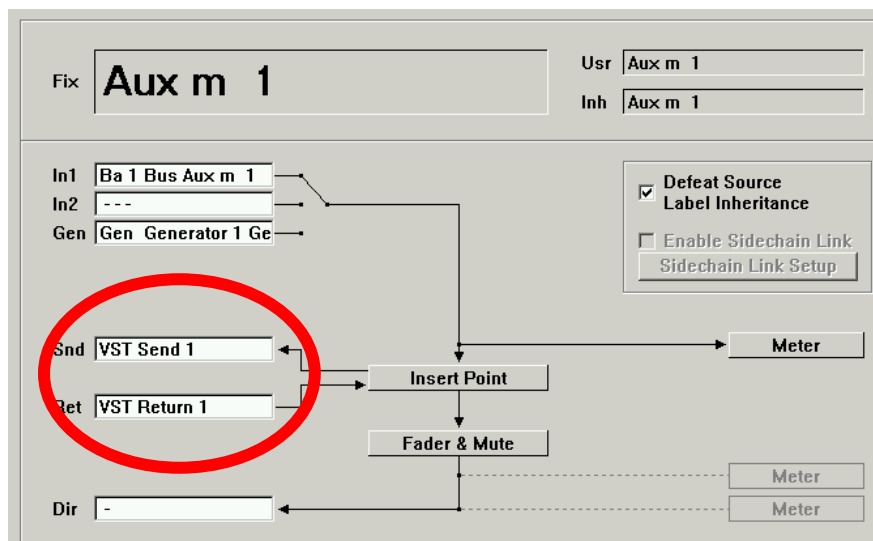 Fix Aux m 1
Usr Aux m 1
Inh Aux m 1
In1 Ba 1 Bus Aux m 1
In2 ---
Gen Gen Generator 1 Ge
Defeat Source
Label Inheritance
Enable Sidechain Link
Sidechain Link Setup
Snd VST Send 1
Meter
Insert Point
Ret VST Return 1
Fader & Mute
Meter
Dir -
Meter